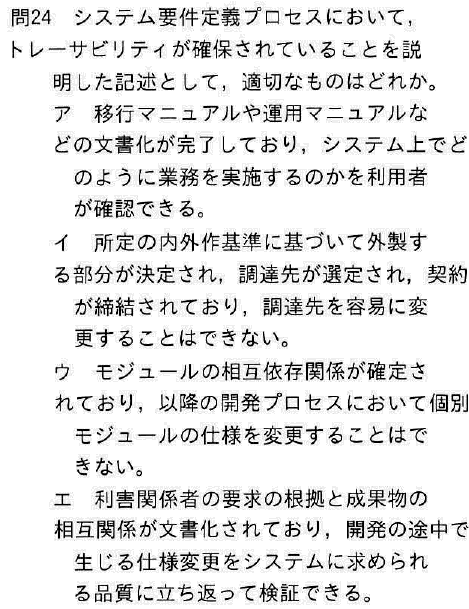 問24　システム要件定義プロセスにおいて，
トレーサビリティが確保されていることを説
明した記述として，適切なものはどれか。
ア　移行マニュアルや運用マニュアルな
どの文書化が完了しており，システム上でど
のように業務を実施するのかを利用者
が確認できる。
イ　所定の内外作基準に基づいて外製す
る部分が決定され，調達先が選定され，契約
が締結されており，調達先を容易に変
更することはできない。
ウ　モジュールの相互依存関係が確定さ
れており，以降の開発プロセスにおいて個別
モジュールの仕様を変更することはで
きない。
エ　利害関係者の要求の根拠と成果物の
相互関係が文書化されており，開発の途中で
生じる仕様変更をシステムに求められ
る品質に立ち返って検証できる。